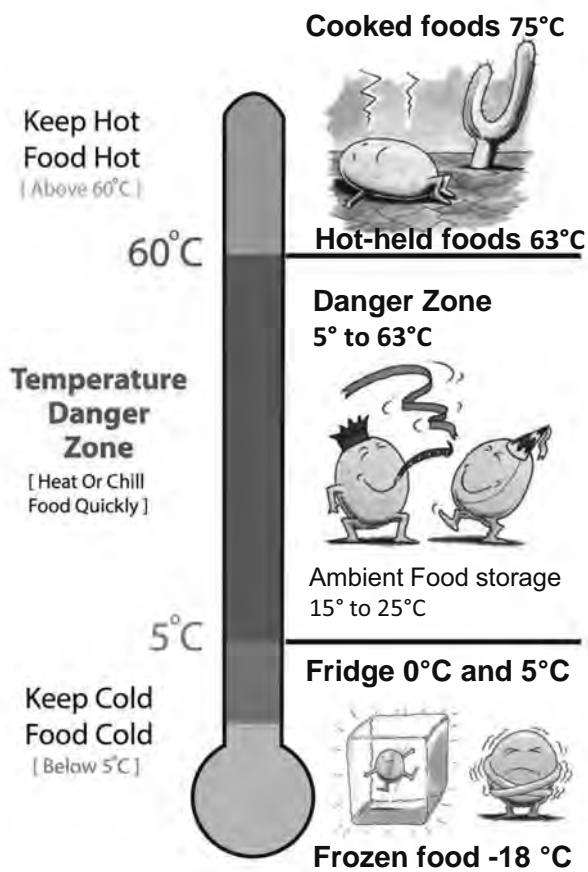 Cooked foods 75°C
Keep Hot
Food Hot
[ Above 60°C ]
60°C
Hot-held foods 63°C
Danger Zone
5° to 63°C
Temperature
Danger
Zone
[ Heat Or Chill
Food Quickly ]
Ambient Food storage
15° to 25°C
5°C
Fridge 0°C and 5°C
Keep Cold
Food Cold
[ Below 5°C ]
Frozen food -18 °C